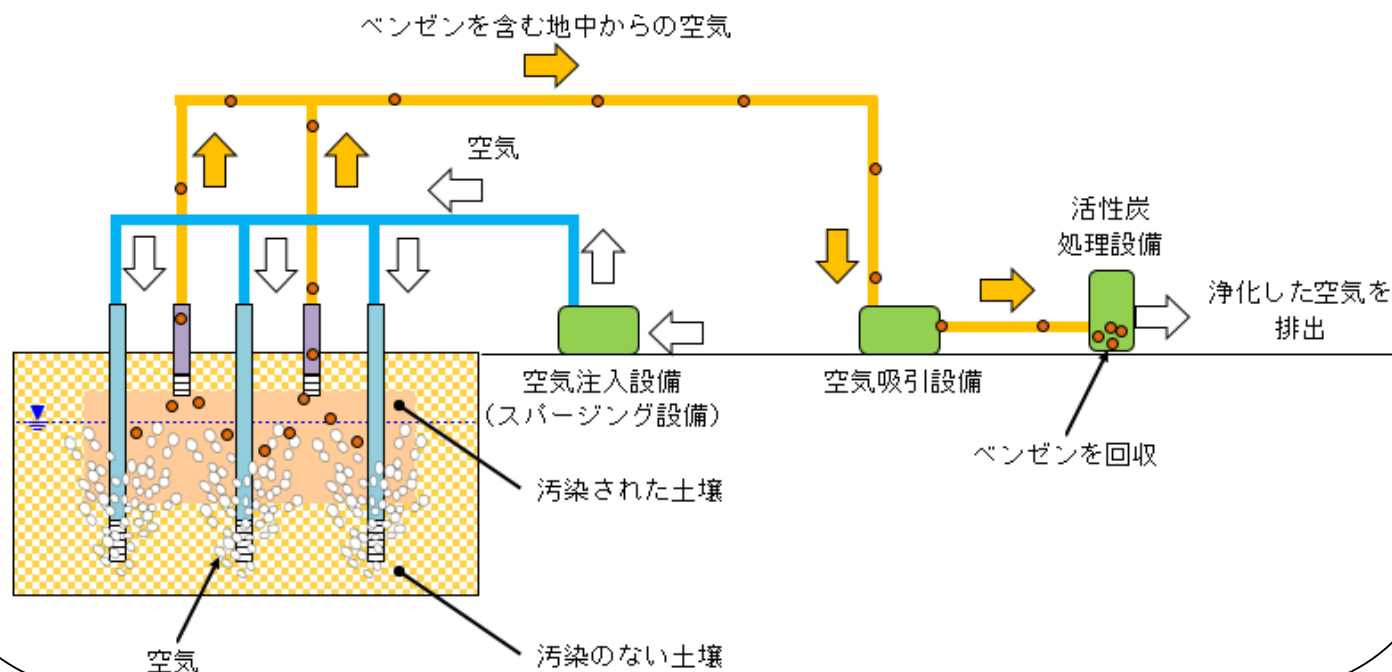 ベンゼンを含む地中からの空気
空気
活性炭
処理設備
浄化した空気を
排出
空気注入設備
（スパージング設備）
空気吸引設備
ベンゼンを回収
汚染された土壌
汚染のない土壌
空気